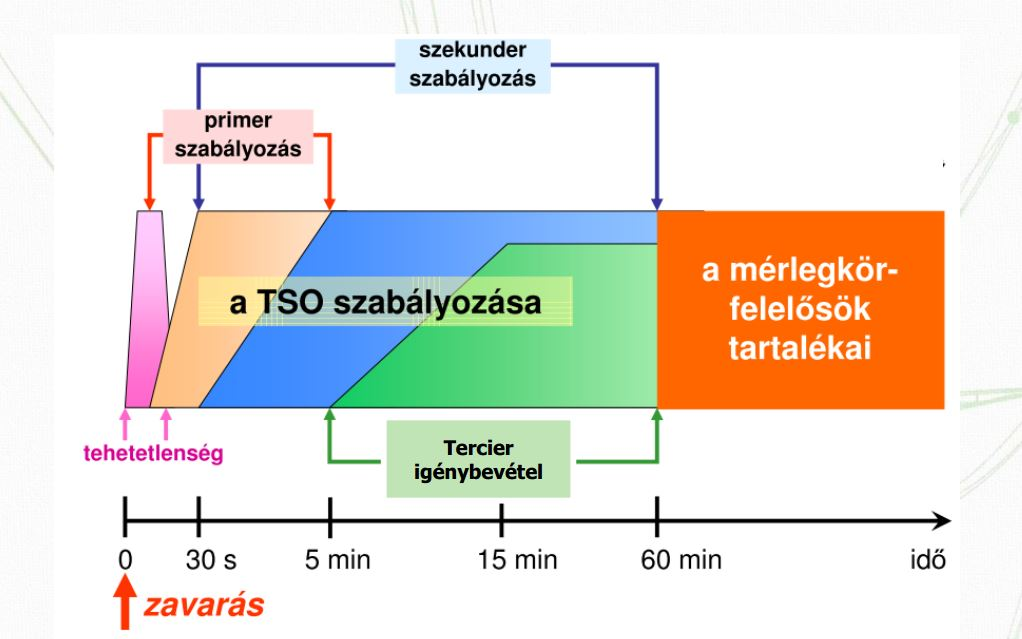 szekunder
szabályozás
primer
szabályozás
a TSO szabályozása
a mérlegkör-
felelősök
tartalékai
tehetetlenség
Tercier
igénybevétel
0 30 s 5 min 15 min 60 min idő
zavarás